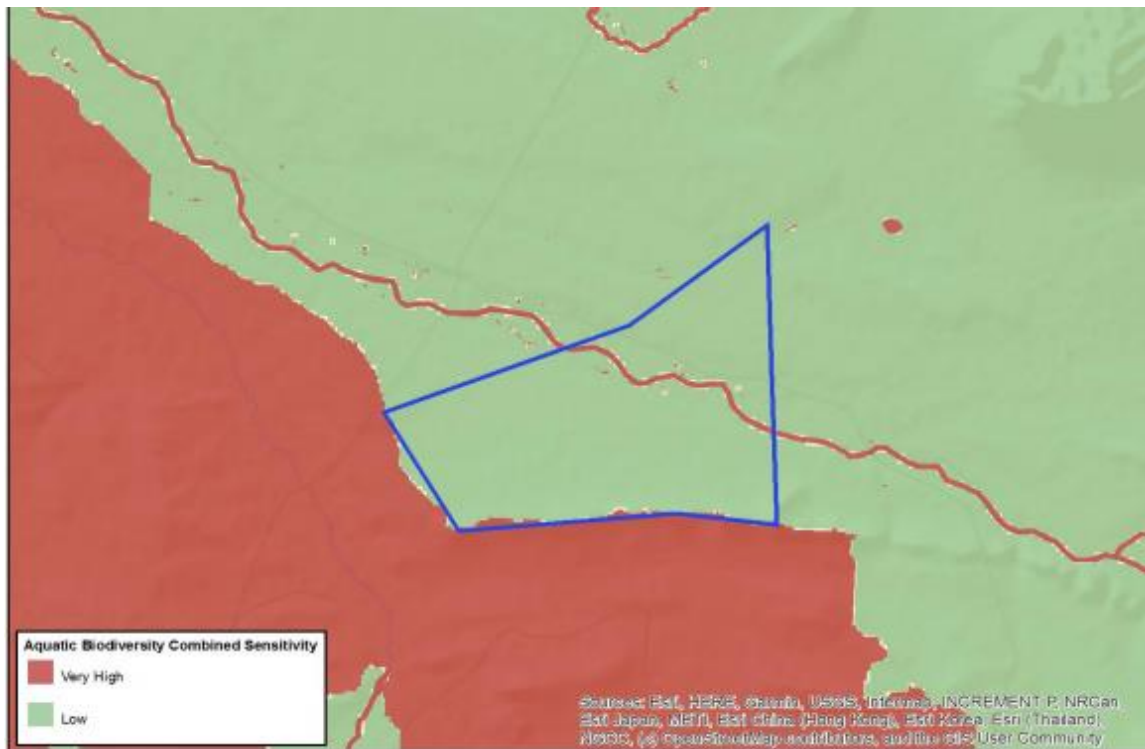 Aquatic Biodiversity Combined Sensitivity
Very High
Low
Sources: Esri, HERE, Garmin, USGS, Intermap, INCREMENT P, NRCan,
Esri Japan, METI, Esri China (Hong Kong), Esri Korea, Esri (Thailand),
NGCC, (c) OpenStreetMap contributors, and the GIS User Community